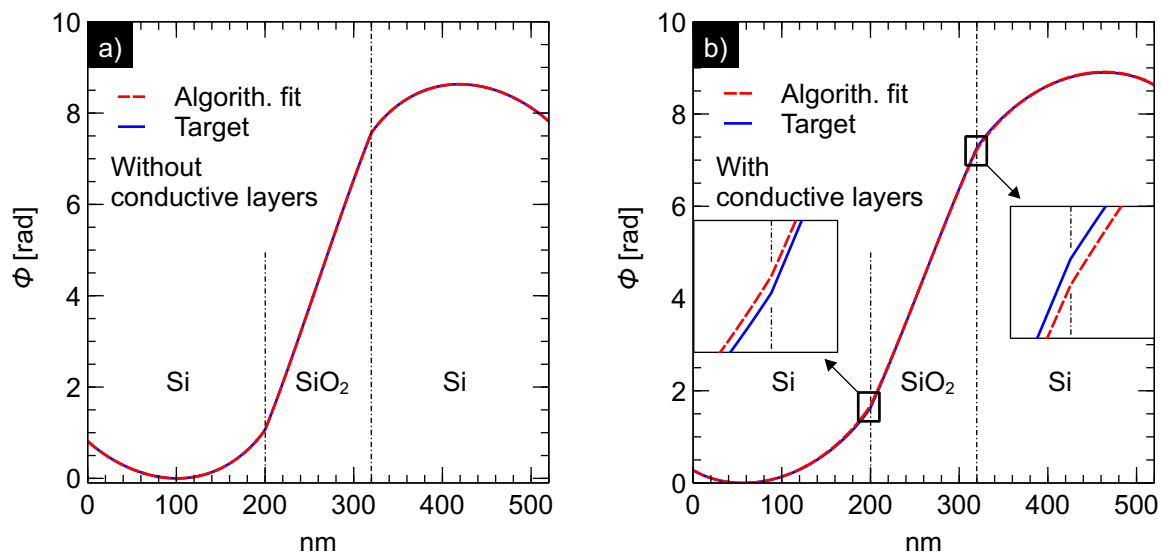 a)
10
8
6
4
2
0
Φ [rad]
Algorith. fit
Target
Without
conductive layers
Si
SiO₂
Si
0 100 200 300 400 500
nm
b)
10
8
6
4
2
0
Φ [rad]
Algorith. fit
Target
With
conductive layers
Si
SiO₂
Si
0 100 200 300 400 500
nm